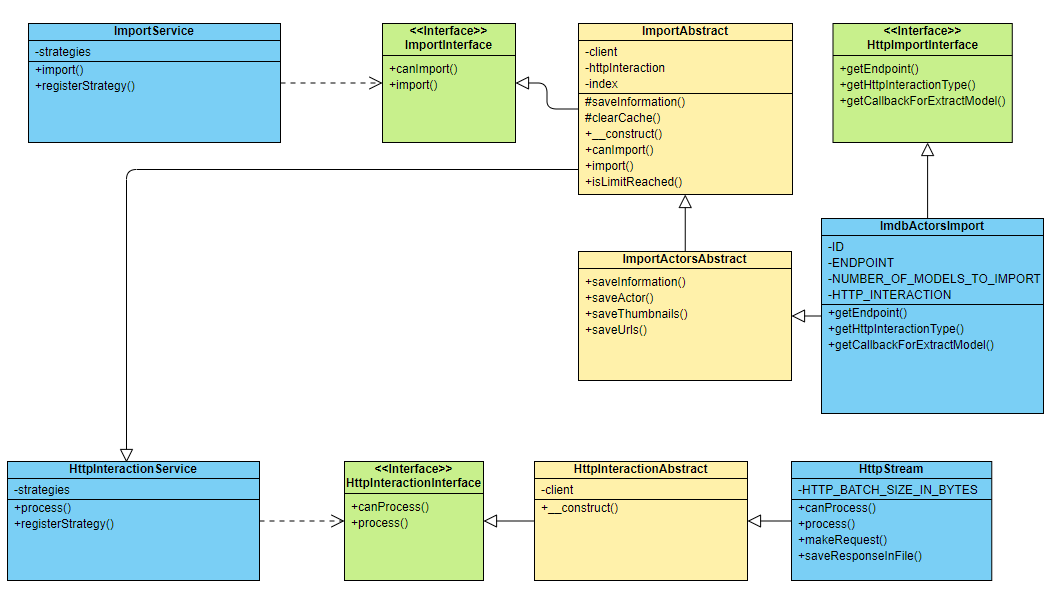 ImportService
-strategies
+import()
+registerStrategy()
<<Interface>>
ImportInterface
+canImport()
+import()
ImportAbstract
-client
-httpInteraction
-index
#saveInformation()
#clearCache()
+__construct()
+canImport()
+import()
+isLimitReached()
<<Interface>>
HttpImportInterface
+getEndpoint()
+getHttpInteractionType()
+getCallbackForExtractModel()
ImportActorsAbstract
+saveInformation()
+saveActor()
+saveThumbnails()
+saveUrls()
ImdbActorsImport
-ID
-ENDPOINT
-NUMBER_OF_MODELS_TO_IMPORT
-HTTP_INTERACTION
+getEndpoint()
+getHttpInteractionType()
+getCallbackForExtractModel()
HttpInteractionService
-strategies
+process()
+registerStrategy()
<<Interface>>
HttpInteractionInterface
+canProcess()
+process()
HttpInteractionAbstract
-client
+__construct()
HttpStream
-HTTP_BATCH_SIZE_IN_BYTES
+canProcess()
+process()
+makeRequest()
+saveResponseInFile()